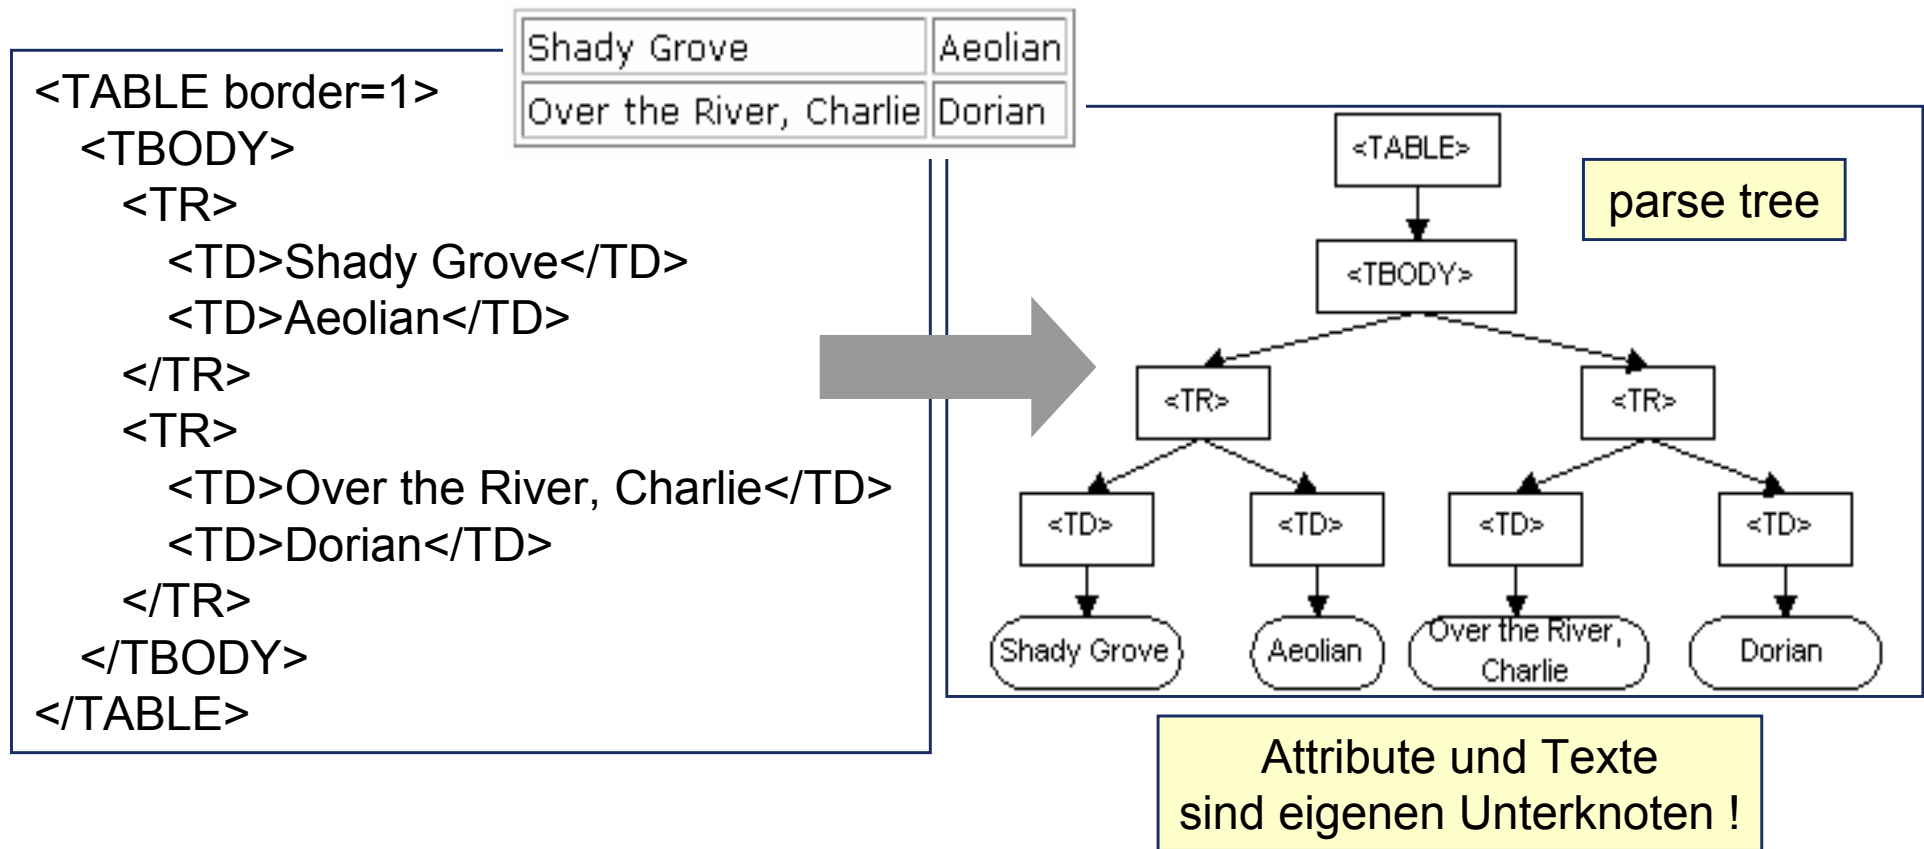 Shady Grove Aeolian
Over the River, Charlie Dorian
<TABLE border=1>
<TBODY>
<TR>
<TD>Shady Grove</TD>
<TD>Aeolian</TD>
</TR>
<TR>
<TD>Over the River, Charlie</TD>
<TD>Dorian</TD>
</TR>
</TBODY>
</TABLE>
<TABLE>
parse tree
<TBODY>
<TR> <TR>
<TD> <TD> <TD> <TD>
Shady Grove
Aeolian
Over the River,
Charlie
Dorian
Attribute und Texte
sind eigenen Unterknoten !